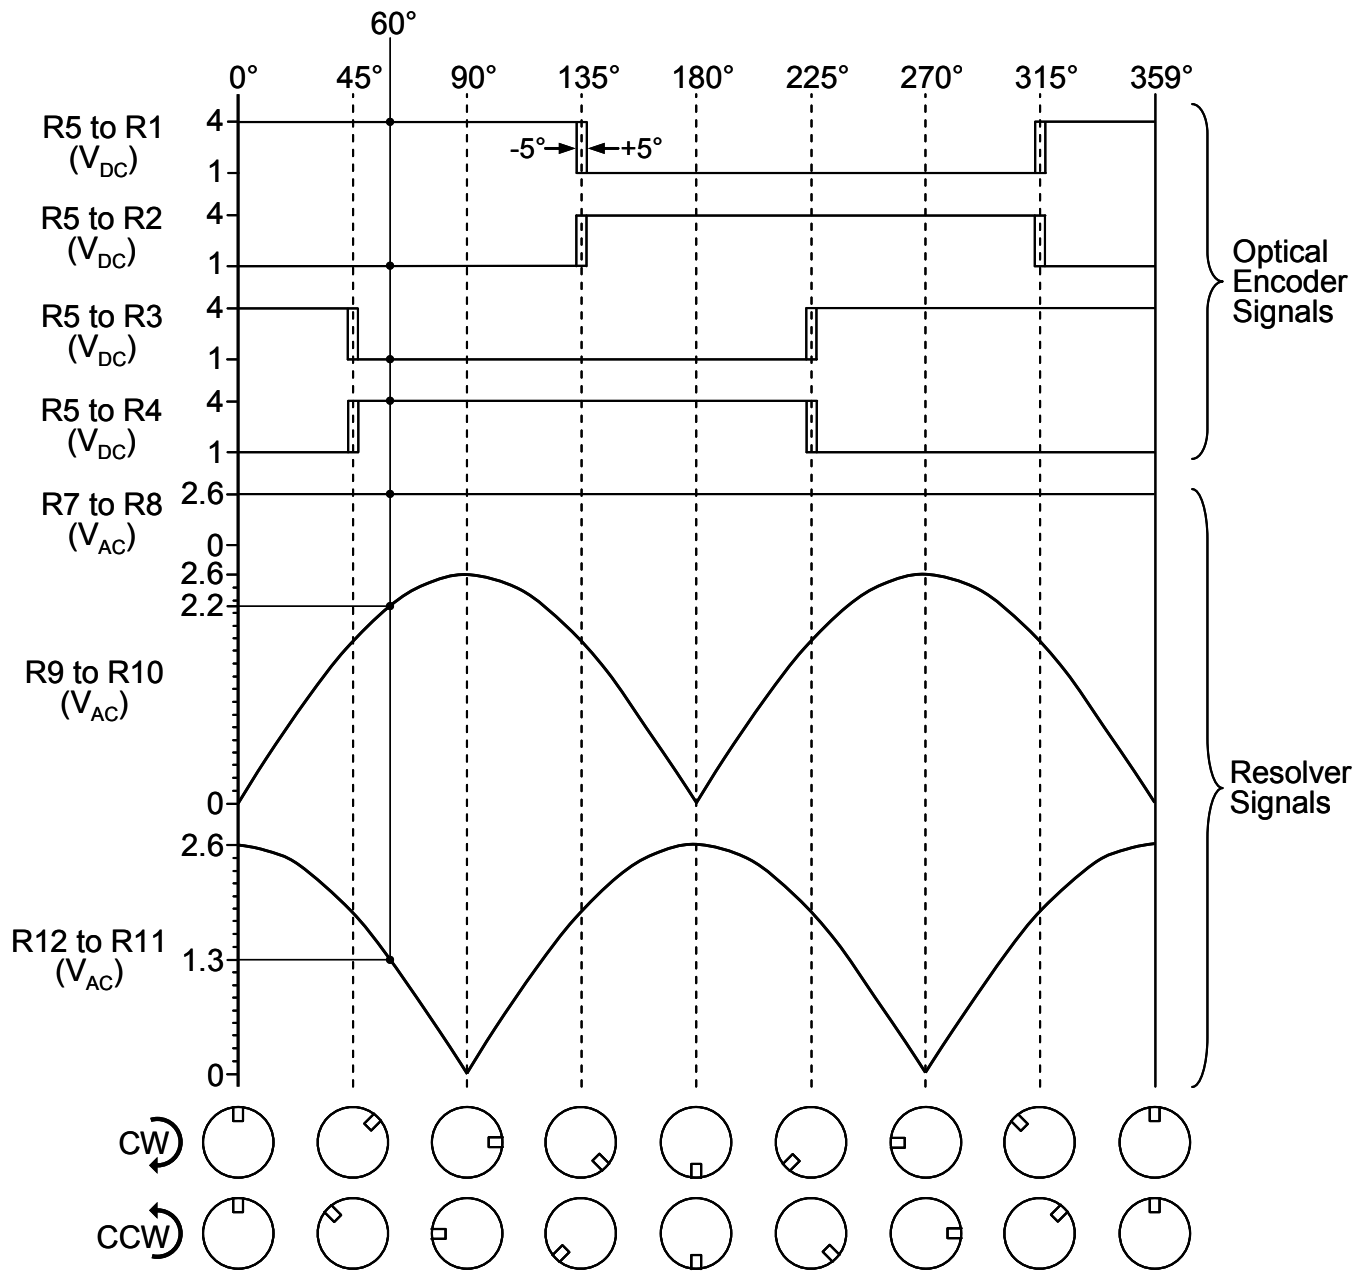 60°
0° 45° 90° 135° 180° 225° 270° 315° 359°
R5 to R1
(VDC)
4
1
-5° +5°
R5 to R2
(VDC)
4
1
R5 to R3
(VDC)
4
1
R5 to R4
(VDC)
4
1
Optical
Encoder
Signals
R7 to R8
(VAC)
2.6
0
R9 to R10
(VAC)
2.6
2.2
0
R12 to R11
(VAC)
2.6
1.3
0
Resolver
Signals
CW
CCW